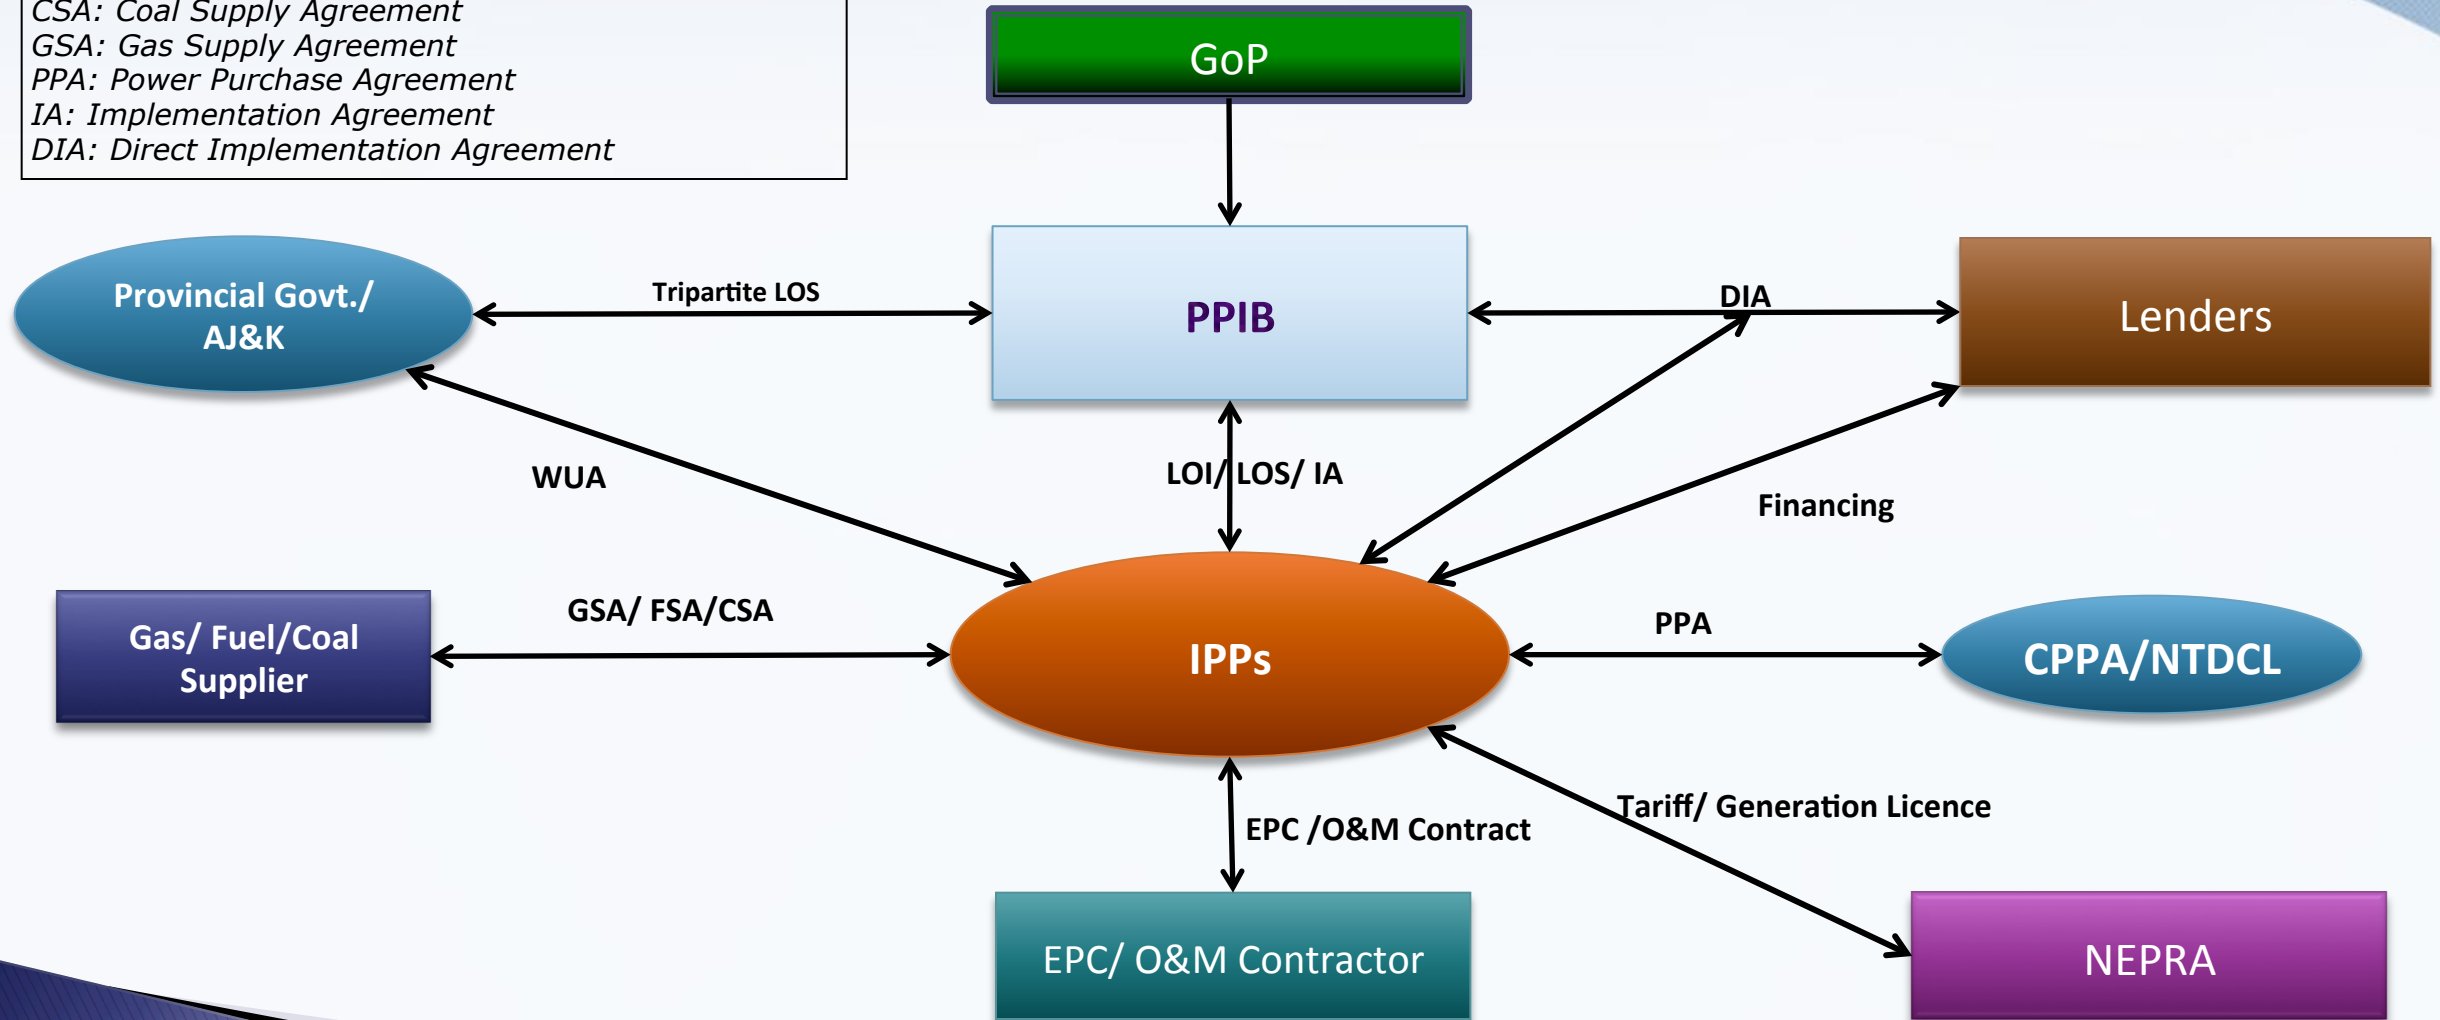 CSA: Coal Supply Agreement
GSA: Gas Supply Agreement
PPA: Power Purchase Agreement
IA: Implementation Agreement
DIA: Direct Implementation Agreement
GoP
Provincial Govt./
AJ&K
Tripartite LOS
PPIB
DIA
Lenders
WUA
LOI/ LOS/ IA
Financing
Gas/ Fuel/Coal
Supplier
GSA/ FSA/CSA
IPPs
PPA
CPPA/NTDCL
EPC /O&M Contract
Tariff/ Generation Licence
EPC/ O&M Contractor
NEPRA